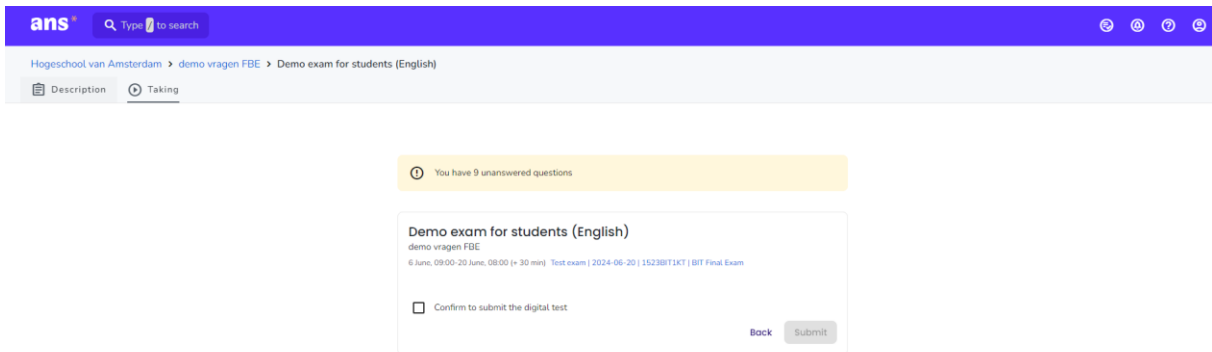 ans*
Type / to search
Hogeschool van Amsterdam > demo vragen FBE > Demo exam for students (English)
Description Taking
You have 9 unanswered questions
Demo exam for students (English)
demo vragen FBE
6 June, 09:00-20 June, 08:00 (+ 30 min) Test exam | 2024-06-20 | 1523BIT1KT | BIT Final Exam
Confirm to submit the digital test
Back Submit